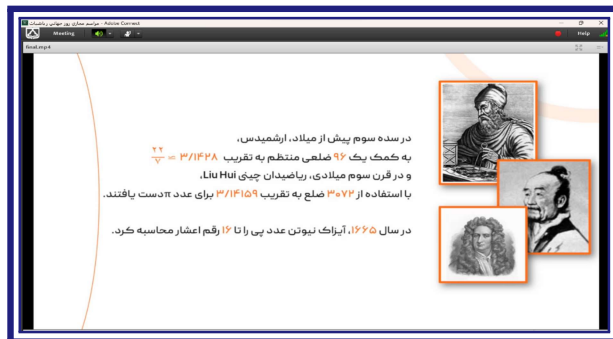 مراسم مجازی روز جهانی ریاضیات - Adobe Connect
Meeting
Help
final.mp4
در سده سوم پیش از میلاد، ارشمیدس،
به کمک یک ۹۶ ضلعی منتظم به تقریب ۳/۱۴۲۸ = ۲۲/۷
و در قرن سوم میلادی، ریاضیدان چینی Liu Hui،
با استفاده از ۳۰۷۲ ضلع به تقریب ۳/۱۴۱۵۹ برای عدد π دست یافتند.
در سال ۱۶۶۵، آیزاک نیوتن عدد پی را تا ۱۶ رقم اعشار محاسبه کرد.